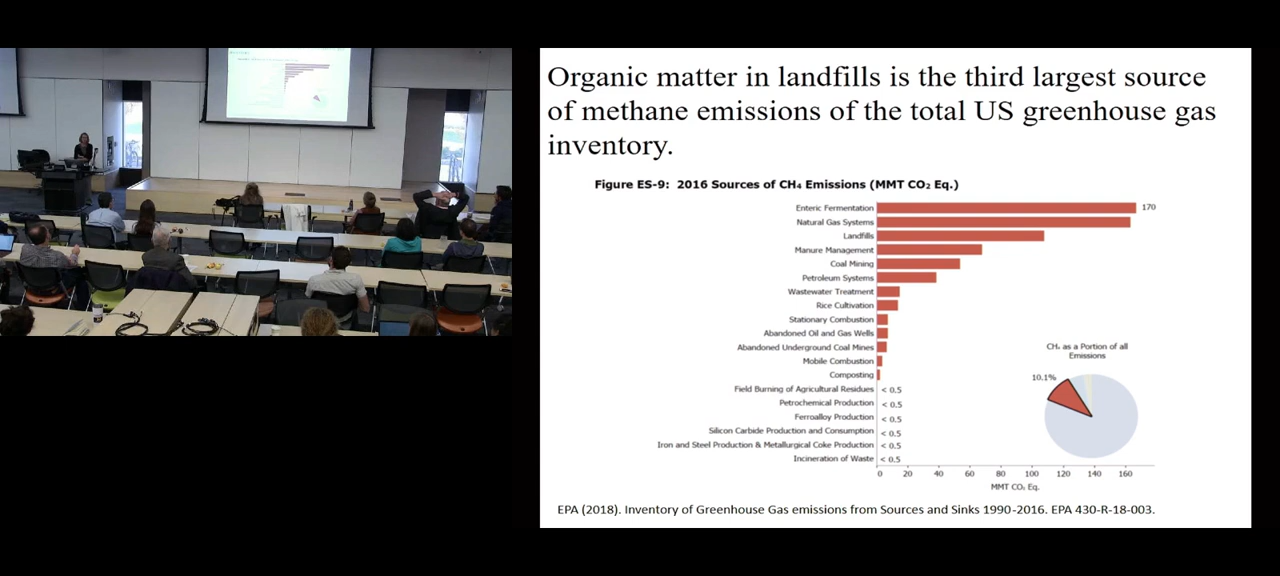 Organic matter in landfills is the third largest source
of methane emissions of the total US greenhouse gas
inventory.
Figure ES-9: 2016 Sources of CH₄ Emissions (MMT CO₂ Eq.)
Enteric Fermentation 170
Natural Gas Systems
Landfills
Manure Management
Coal Mining
Petroleum Systems
Wastewater Treatment
Rice Cultivation
Stationary Combustion
Abandoned Oil and Gas Wells
Abandoned Underground Coal Mines
Mobile Combustion
Composting
Field Burning of Agricultural Residues < 0.5
Petrochemical Production < 0.5
Ferroalloy Production < 0.5
Silicon Carbide Production and Consumption < 0.5
Iron and Steel Production & Metallurgical Coke Production < 0.5
Incineration of Waste < 0.5
0 20 40 60 80 100 120 140 160
MMT CO₂ Eq.
CH₄ as a Portion of all
Emissions
10.1%
EPA (2018). Inventory of Greenhouse Gas emissions from Sources and Sinks 1990-2016. EPA 430-R-18-003.